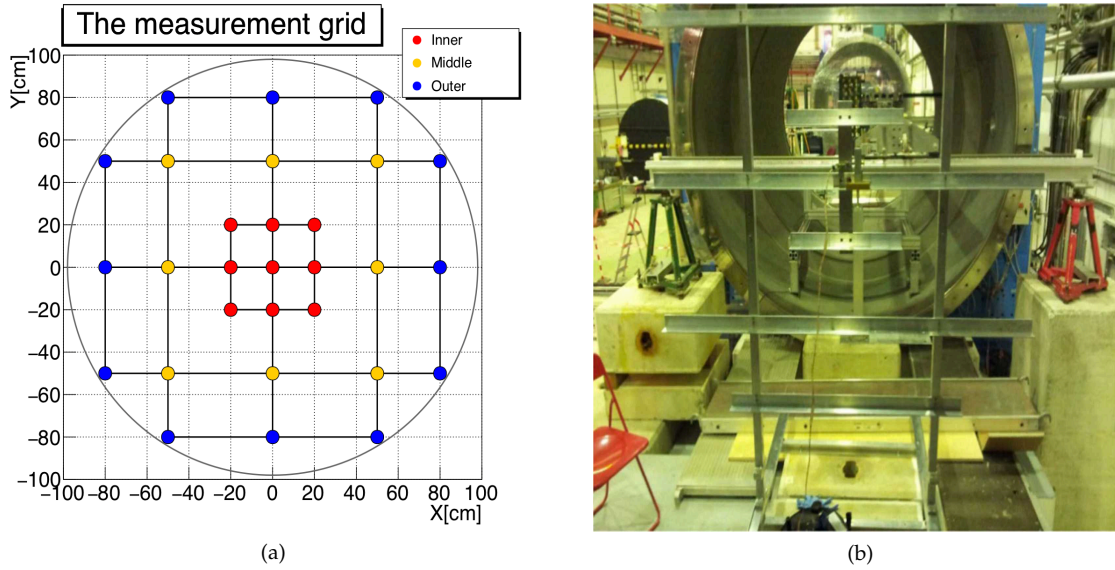 The measurement grid
Inner
Middle
Outer
Y[cm]
100
80
60
40
20
0
−20
−40
−60
−80
−100
−100 −80 −60 −40 −20 0 20 40 60 80 100
X[cm]
(a)
(b)